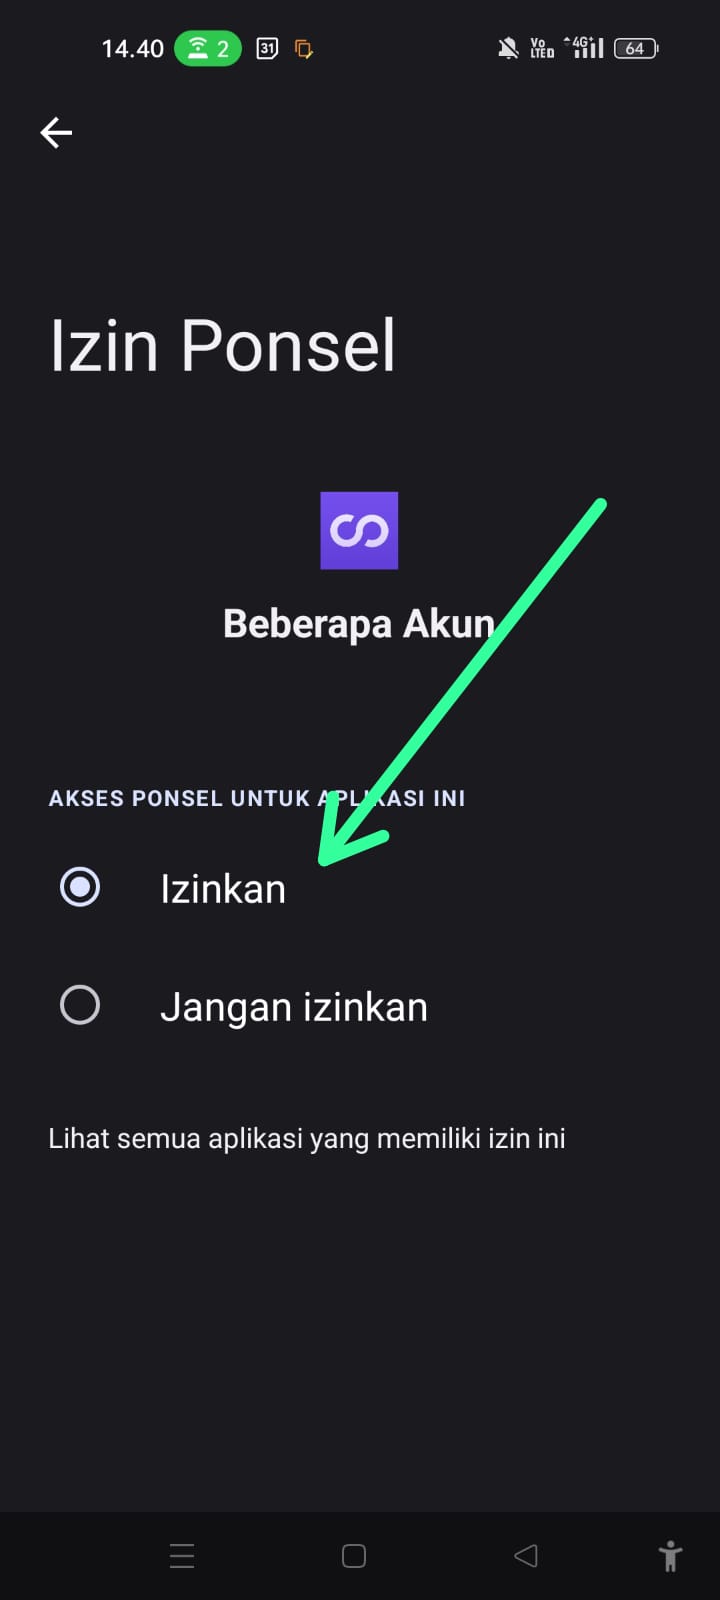 14.40 2 31 Vo LTE D 4G+ 64
Izin Ponsel
Beberapa Akun
AKSES PONSEL UNTUK APLIKASI INI
Izinkan
Jangan izinkan
Lihat semua aplikasi yang memiliki izin ini